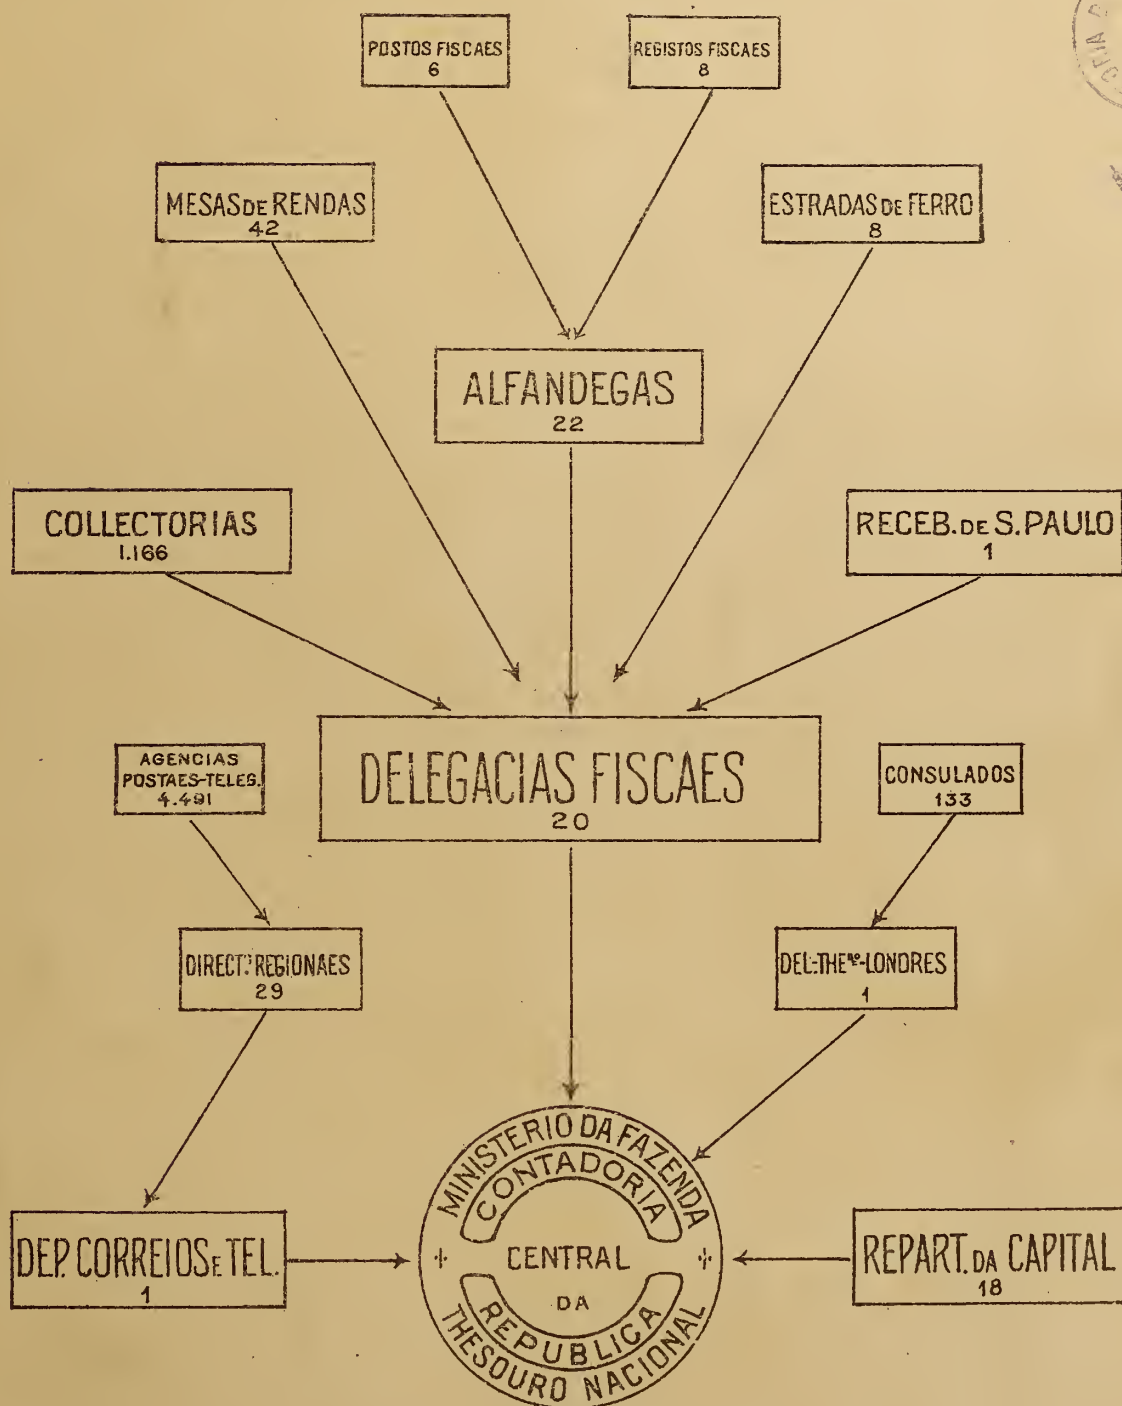 POSTOS FISCAES
6
REGISTOS FISCAES
8
MESAS DE RENDAS
42
ESTRADAS DE FERRO
8
ALFANDEGAS
22
COLLECTORIAS
1.166
RECEB. DE S. PAULO
1
DELEGACIAS FISCAES
20
AGENCIAS
POSTAES-TELEG.
4.491
CONSULADOS
133
DIRECT.ˢ REGIONAES
29
DEL.-THE.ʳᵒ-LONDRES
1
MINISTERIO DA FAZENDA
CONTADORIA
CENTRAL
DA
REPUBLICA
THESOURO NACIONAL
DEP. CORREIOS E TEL.
1
REPART. DA CAPITAL
18